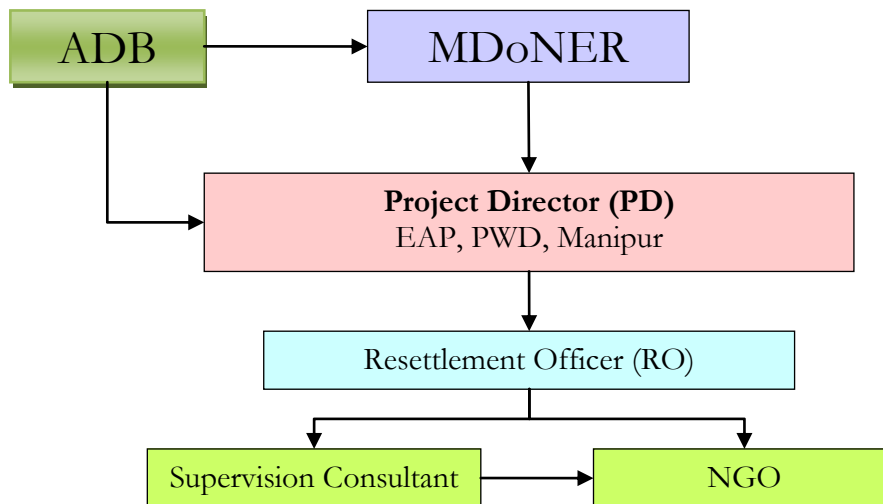 ADB
MDoNER
Project Director (PD)
EAP, PWD, Manipur
Resettlement Officer (RO)
Supervision Consultant
NGO